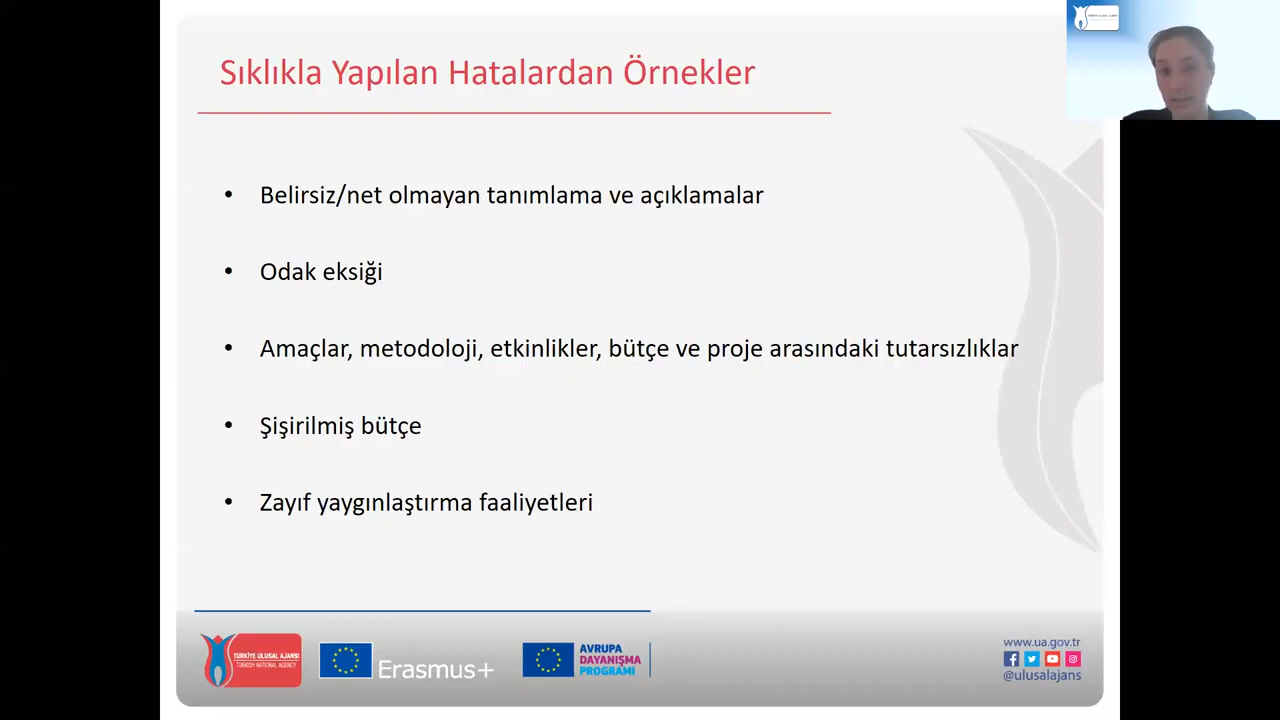 Sıklıkla Yapılan Hatalardan Örnekler
• Belirsiz/net olmayan tanımlama ve açıklamalar
• Odak eksiği
• Amaçlar, metodoloji, etkinlikler, bütçe ve proje arasındaki tutarsızlıklar
• Şişirilmiş bütçe
• Zayıf yaygınlaştırma faaliyetleri
TÜRKİYE ULUSAL AJANSI
TURKISH NATIONAL AGENCY
Erasmus+
AVRUPA
DAYANIŞMA
PROGRAMI
www.ua.gov.tr
@ulusalajans